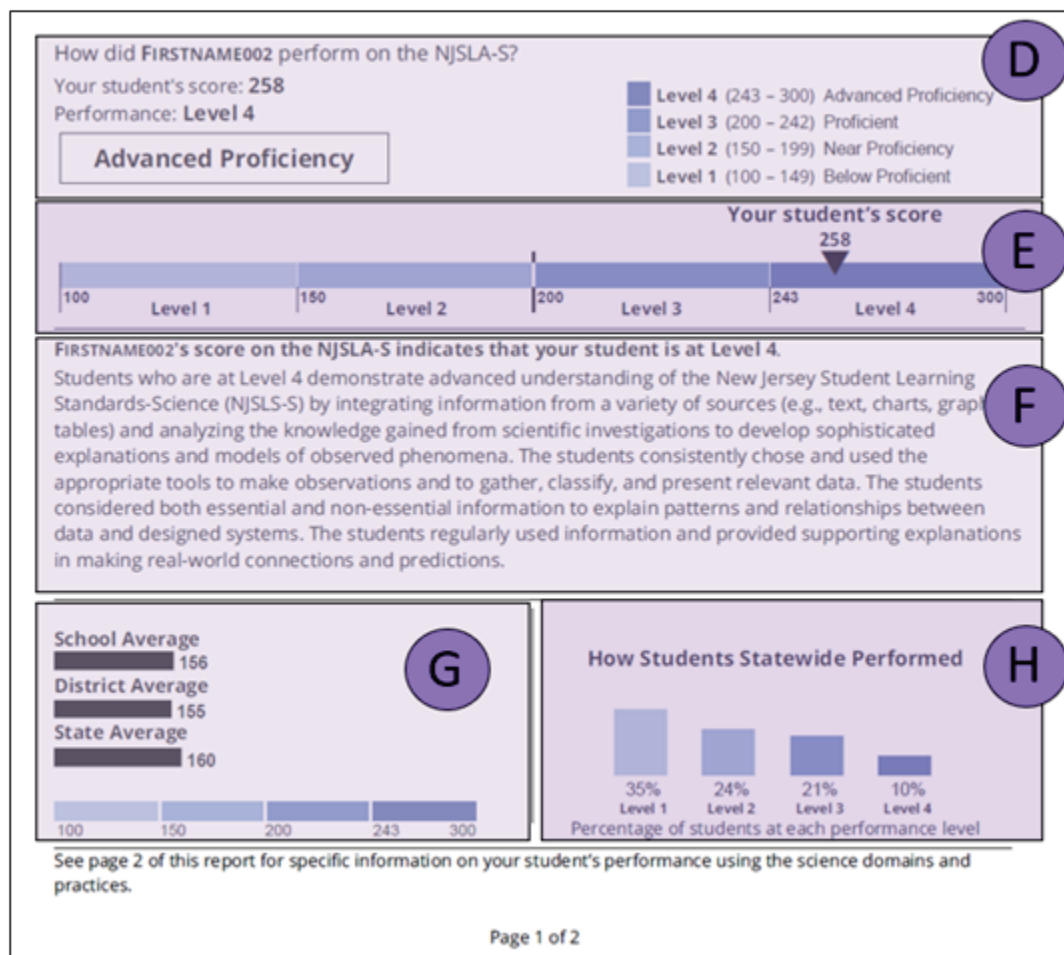 How did FIRSTNAME002 perform on the NJSLA-S?
D
Your student's score: 258
Performance: Level 4
Advanced Proficiency
Level 4 (243 – 300) Advanced Proficiency
Level 3 (200 – 242) Proficient
Level 2 (150 – 199) Near Proficiency
Level 1 (100 – 149) Below Proficient
Your student's score
258
E
100 Level 1 150 Level 2 200 Level 3 243 Level 4 300
FIRSTNAME002's score on the NJSLA-S indicates that your student is at Level 4.
Students who are at Level 4 demonstrate advanced understanding of the New Jersey Student Learning
Standards-Science (NJSLS-S) by integrating information from a variety of sources (e.g., text, charts,
tables) and analyzing the knowledge gained from scientific investigations to develop sophisticated
explanations and models of observed phenomena. The students consistently chose and used the
appropriate tools to make observations and to gather, classify, and present relevant data. The students
considered both essential and non-essential information to explain patterns and relationships between
data and designed systems. The students regularly used information and provided supporting explanations
in making real-world connections and predictions.
F
School Average
156
District Average
155
State Average
160
100 150 200 243 300
G
How Students Statewide Performed
H
35% 24% 21% 10%
Level 1 Level 2 Level 3 Level 4
Percentage of students at each performance level
See page 2 of this report for specific information on your student's performance using the science domains and
practices.
Page 1 of 2